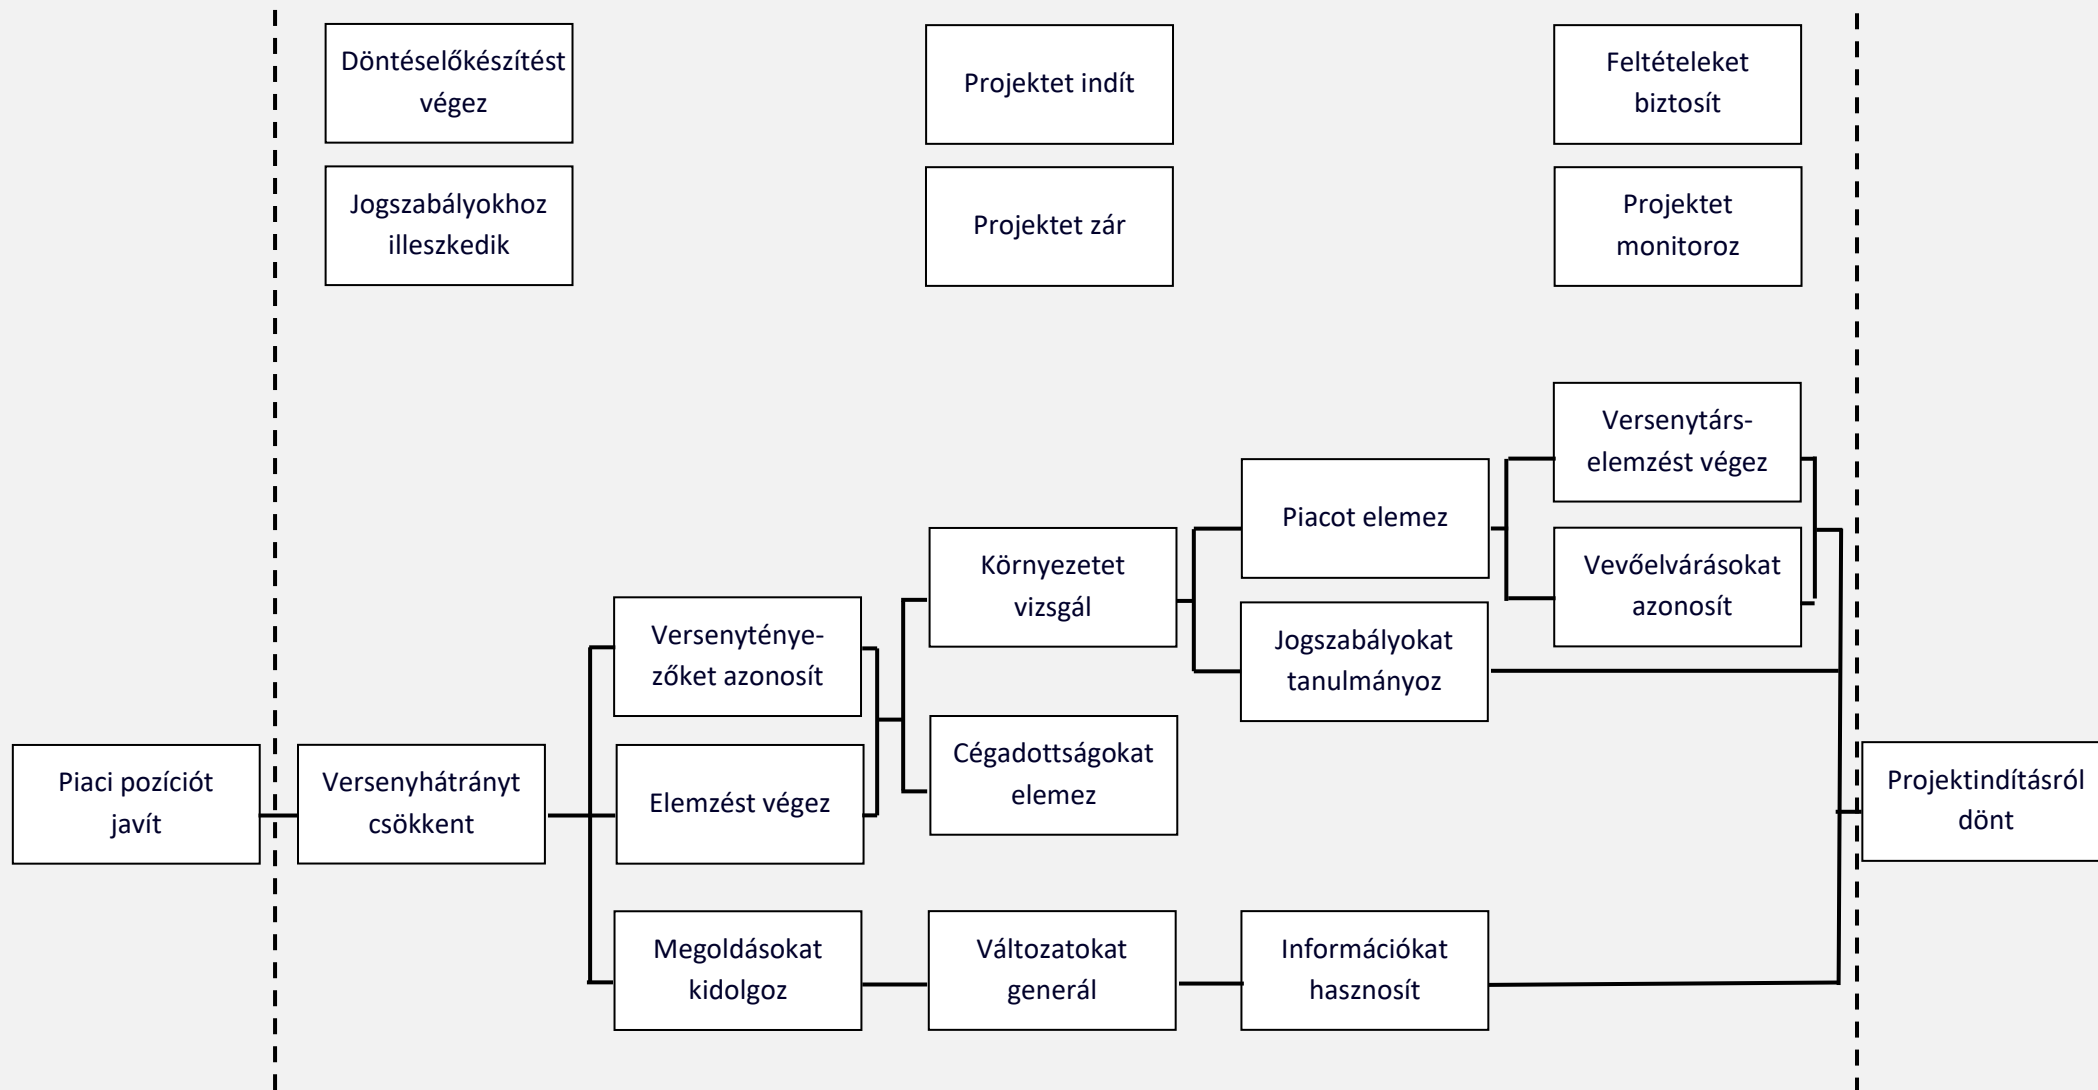 Döntéselőkészítést
végez
Projektet indít
Feltételeket
biztosít
Jogszabályokhoz
illeszkedik
Projektet zár
Projektet
monitoroz
Versenytárs-
elemzést végez
Piacot elemez
Környezetet
vizsgál
Vevőelvárásokat
azonosít
Versenyténye-
zőket azonosít
Jogszabályokat
tanulmányoz
Piaci pozíciót
javít
Versenyhátrányt
csökkent
Elemzést végez
Cégadottságokat
elemez
Projektindításról
dönt
Megoldásokat
kidolgoz
Változatokat
generál
Információkat
hasznosít